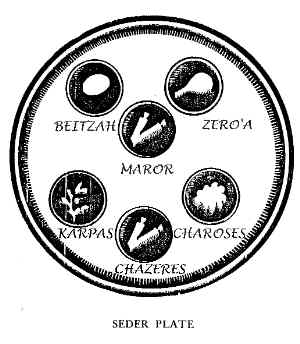 BEITZAH
ZERO'A
MAROR
KARPAS
CHAROSES
CHAZERES
SEDER PLATE